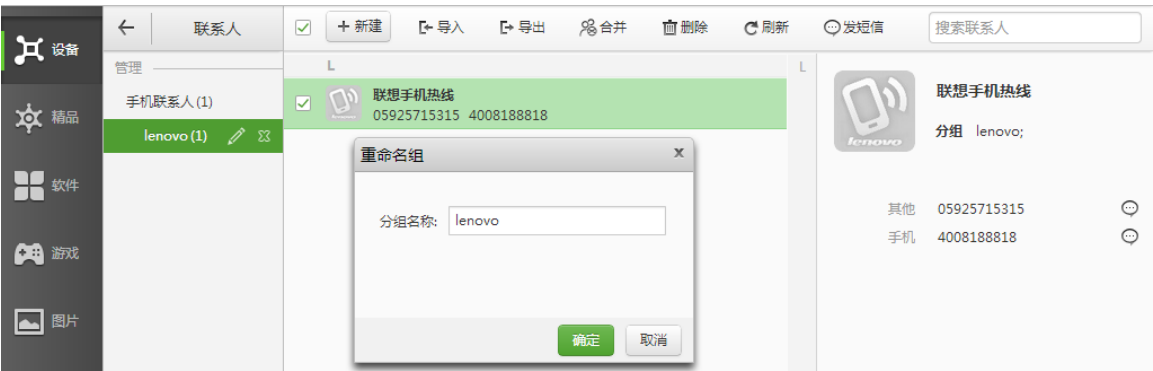 设备
精品
软件
游戏
图片
联系人
新建 导入 导出 合并 删除 刷新 发短信 搜索联系人
管理
手机联系人(1)
lenovo(1)
L
联想手机热线
05925715315 4008188818
重命名组 x
分组名称: lenovo
确定 取消
L
lenovo
联想手机热线
分组 lenovo;
其他 05925715315
手机 4008188818